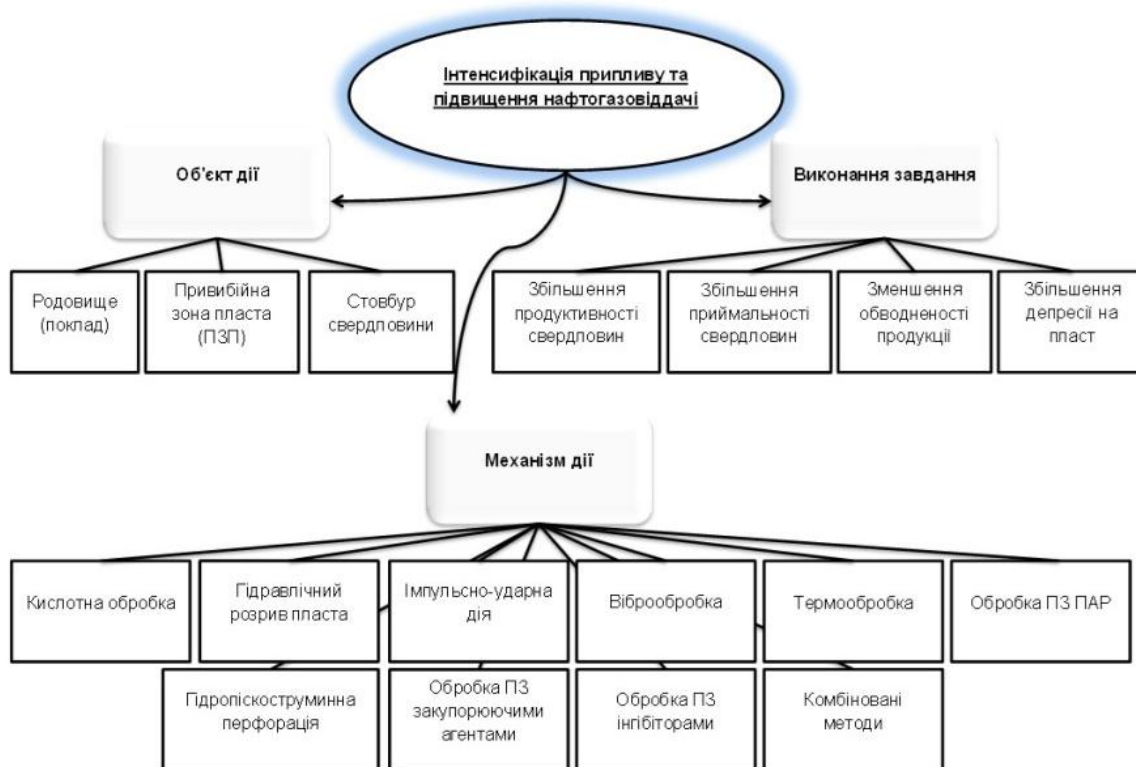 Інтенсифікація припливу та
підвищення нафтогазовіддачі
Об'єкт дії
Виконання завдання
Родовище
(поклад)
Привибійна
зона пласта
(ПЗП)
Стовбур
свердловини
Збільшення
продуктивності
свердловин
Збільшення
приймальності
свердловин
Зменшення
обводненості
продукції
Збільшення
депресії на
пласт
Механізм дії
Кислотна обробка
Гідравлічний
розрив пласта
Імпульсно-ударна
дія
Віброобробка
Термообробка
Обробка ПЗ ПАР
Гідропіскоструминна
перфорація
Обробка ПЗ
закупорюючими
агентами
Обробка ПЗ
інгібіторами
Комбіновані
методи